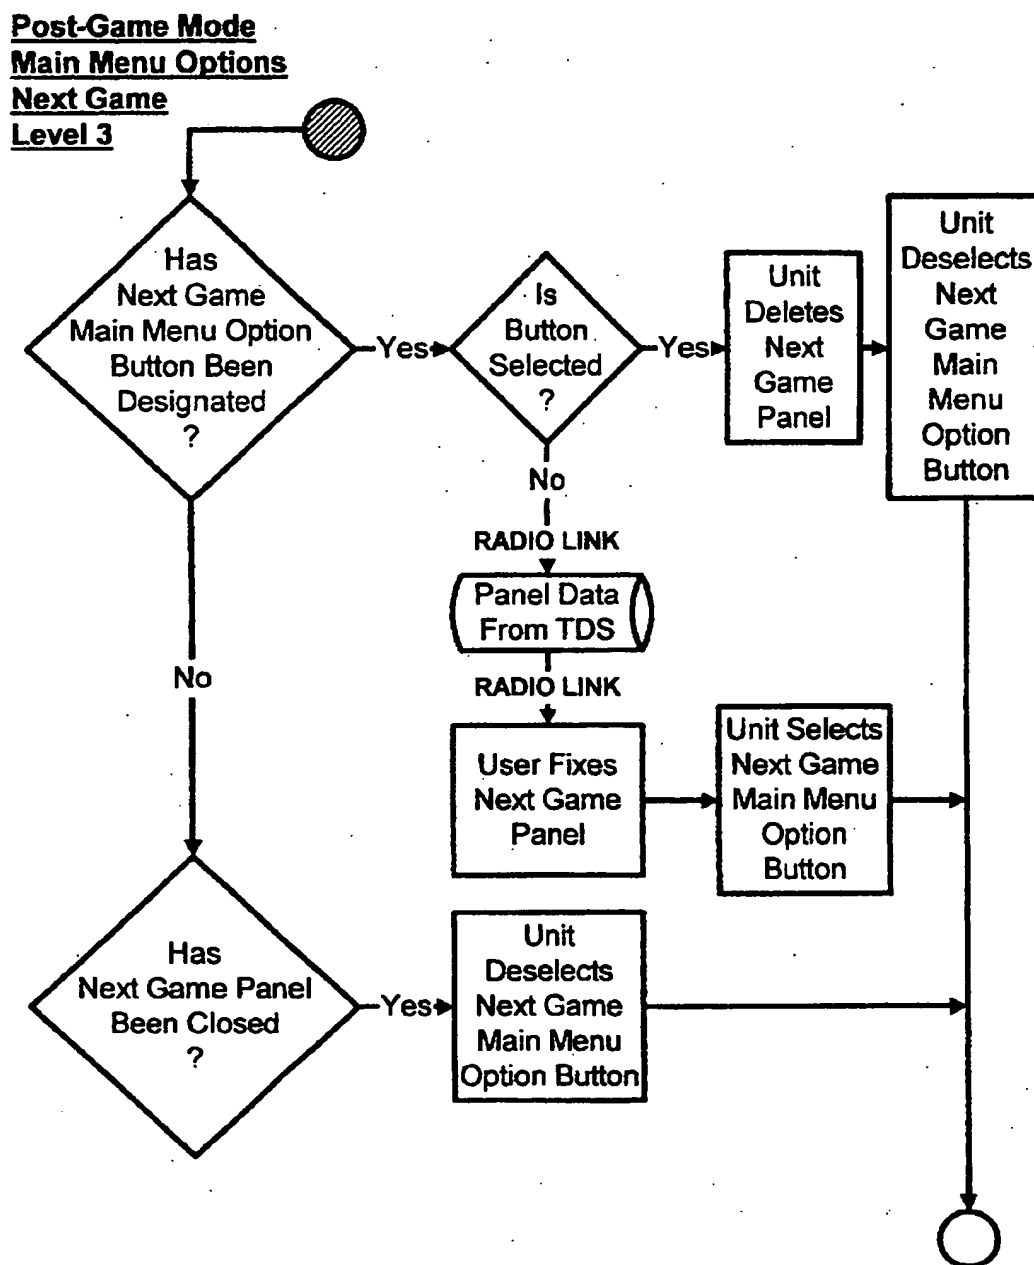 Post-Game Mode
Main Menu Options
Next Game
Level 3
Has
Next Game
Main Menu Option
Button Been
Designated
?
Yes
Is
Button
Selected
?
Yes
Unit
Deletes
Next
Game
Panel
Unit
Deselects
Next
Game
Main
Menu
Option
Button
No
RADIO LINK
Panel Data
From TDS
RADIO LINK
User Fixes
Next Game
Panel
Unit Selects
Next Game
Main Menu
Option
Button
No
Has
Next Game Panel
Been Closed
?
Yes
Unit
Deselects
Next Game
Main Menu
Option Button